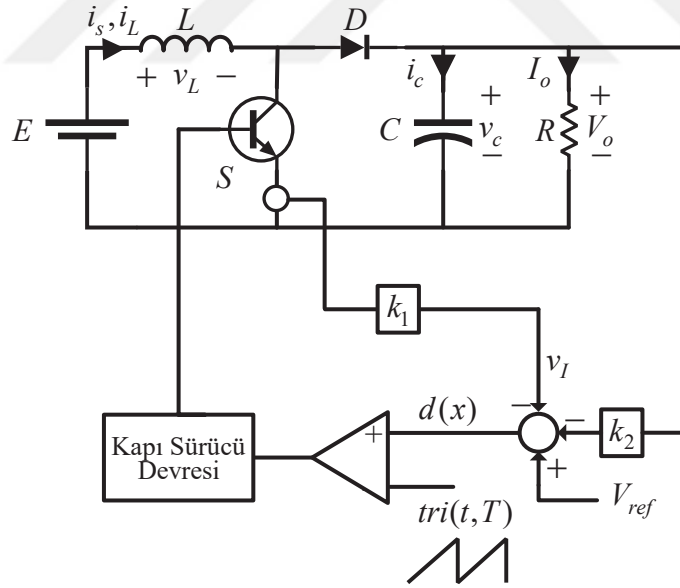 i_s, i_L
L
D
+ v_L −
i_c
I_o
E
C
+
v_c
−
R
+
V_o
−
S
k_1
v_I
−
d(x)
−
k_2
+
+
V_ref
Kapı Sürücü
Devresi
tri(t,T)